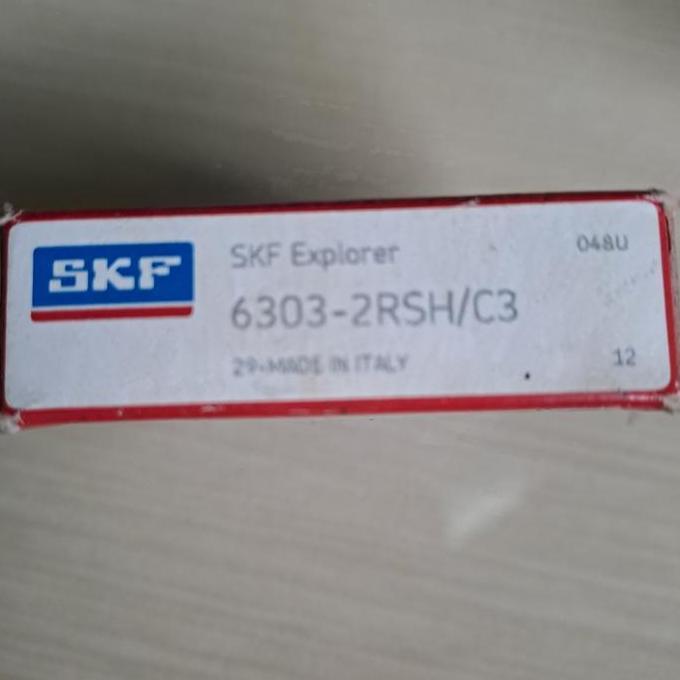 SKF
SKF Explorer
048U
6303-2RSH/C3
29-MADE IN ITALY
12